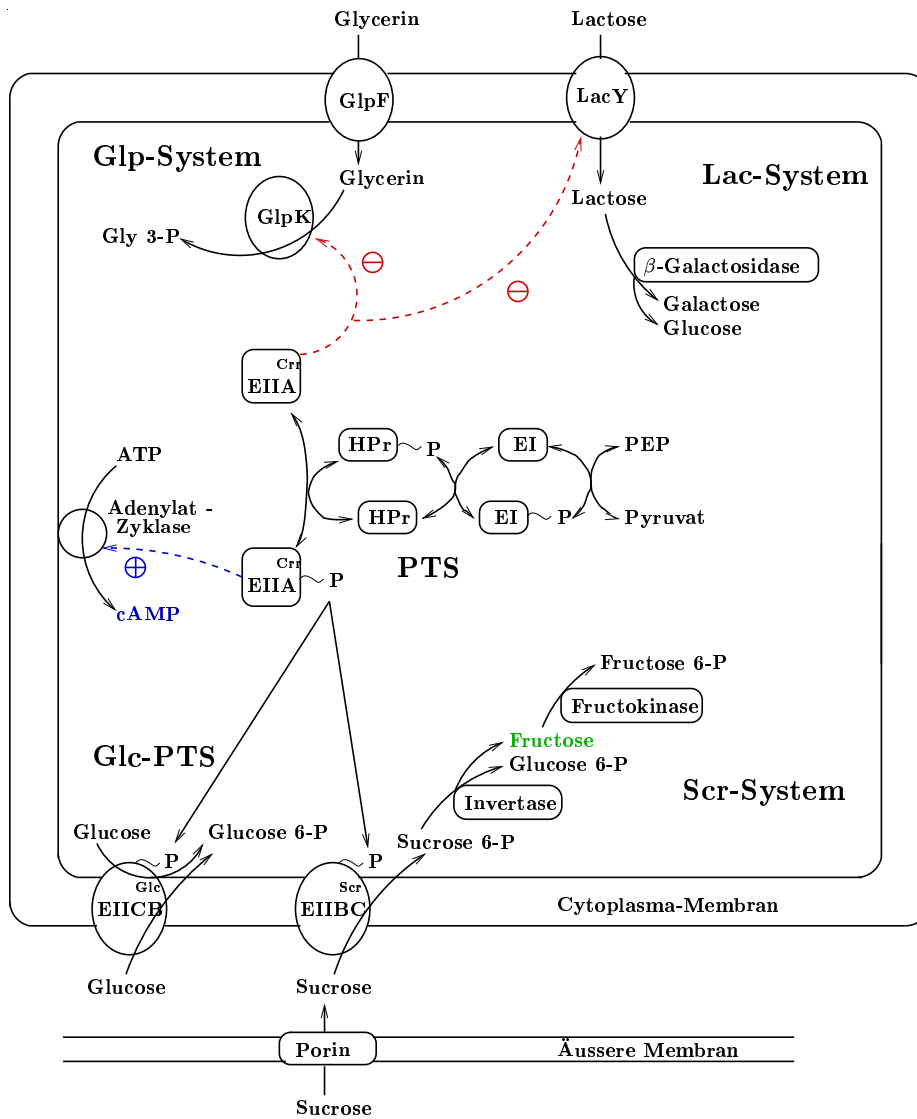 Glycerin
Lactose
GlpF
LacY
Glp-System
Glycerin
Lac-System
Lactose
GlpK
Gly 3-P
β-Galactosidase
Galactose
Glucose
Crr
EIIA
ATP
HPr
P
EI
PEP
Adenylat -
Zyklase
HPr
EI
P
Pyruvat
Crr
EIIA
P
PTS
cAMP
Fructose 6-P
Fructokinase
Glc-PTS
Fructose
Glucose 6-P
Scr-System
Invertase
Glucose
Glucose 6-P
Sucrose 6-P
P
P
Glc
EIICB
Scr
EIIBC
Cytoplasma-Membran
Glucose
Sucrose
Porin
Äussere Membran
Sucrose